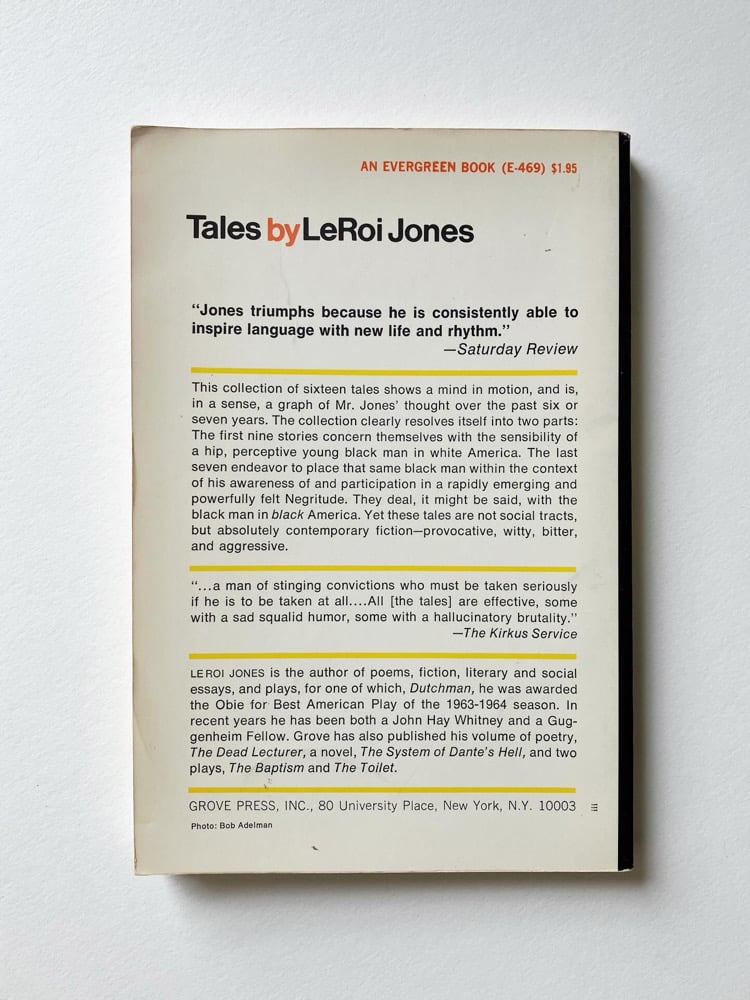 AN EVERGREEN BOOK (E-469) $1.95
Tales by LeRoi Jones
“Jones triumphs because he is consistently able to
inspire language with new life and rhythm.”
—Saturday Review
This collection of sixteen tales shows a mind in motion, and is,
in a sense, a graph of Mr. Jones’ thought over the past six or
seven years. The collection clearly resolves itself into two parts:
The first nine stories concern themselves with the sensibility of
a hip, perceptive young black man in white America. The last
seven endeavor to place that same black man within the context
of his awareness of and participation in a rapidly emerging and
powerfully felt Negritude. They deal, it might be said, with the
black man in black America. Yet these tales are not social tracts,
but absolutely contemporary fiction—provocative, witty, bitter,
and aggressive.
“...a man of stinging convictions who must be taken seriously
if he is to be taken at all....All [the tales] are effective, some
with a sad squalid humor, some with a hallucinatory brutality.”
—The Kirkus Service
LEROI JONES is the author of poems, fiction, literary and social
essays, and plays, for one of which, Dutchman, he was awarded
the Obie for Best American Play of the 1963-1964 season. In
recent years he has been both a John Hay Whitney and a Gug-
genheim Fellow. Grove has also published his volume of poetry,
The Dead Lecturer, a novel, The System of Dante’s Hell, and two
plays, The Baptism and The Toilet.
GROVE PRESS, INC., 80 University Place, New York, N.Y. 10003
Photo: Bob Adelman